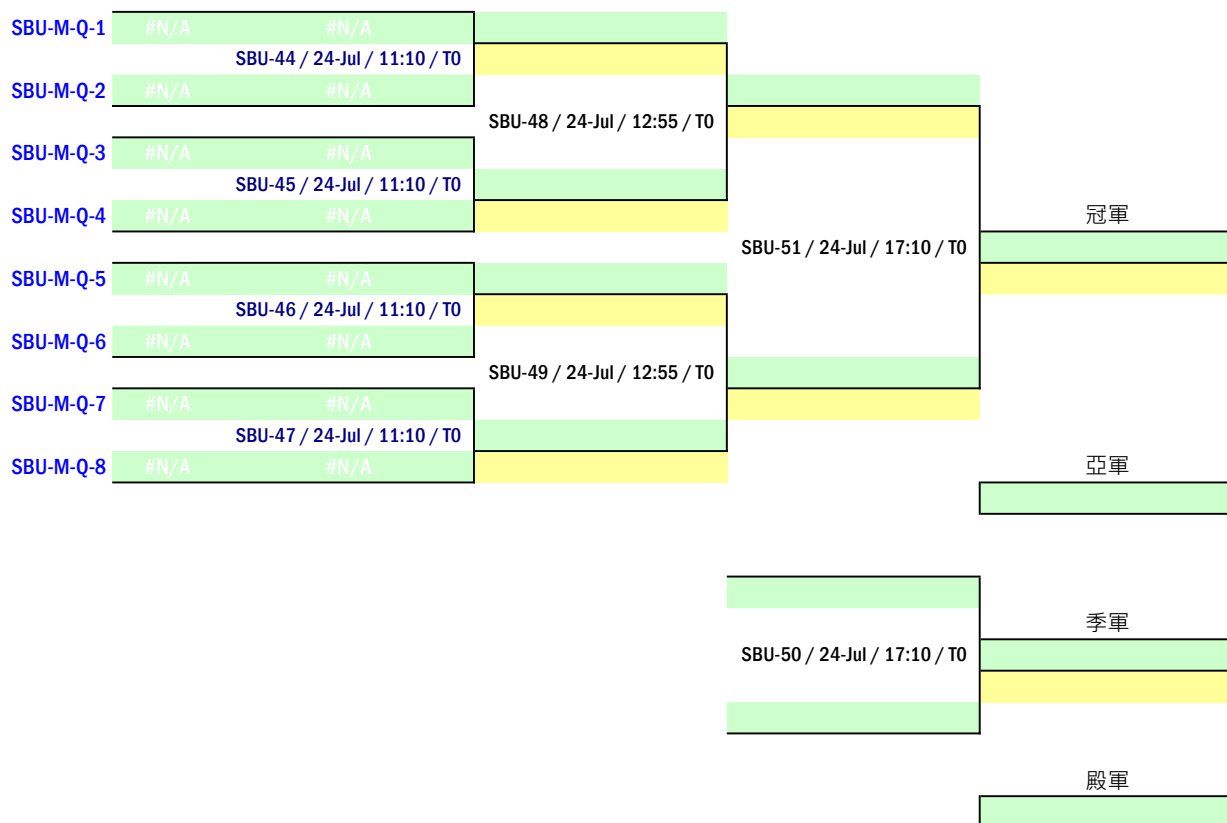 SBU-M-Q-1 #N/A #N/A
SBU-44 / 24-Jul / 11:10 / T0
SBU-M-Q-2 #N/A #N/A
SBU-48 / 24-Jul / 12:55 / T0
SBU-M-Q-3 #N/A #N/A
SBU-45 / 24-Jul / 11:10 / T0
SBU-M-Q-4 #N/A #N/A
冠軍
SBU-51 / 24-Jul / 17:10 / T0
SBU-M-Q-5 #N/A #N/A
SBU-46 / 24-Jul / 11:10 / T0
SBU-M-Q-6 #N/A #N/A
SBU-49 / 24-Jul / 12:55 / T0
SBU-M-Q-7 #N/A #N/A
SBU-47 / 24-Jul / 11:10 / T0
SBU-M-Q-8 #N/A #N/A
亞軍
季軍
SBU-50 / 24-Jul / 17:10 / T0
殿軍